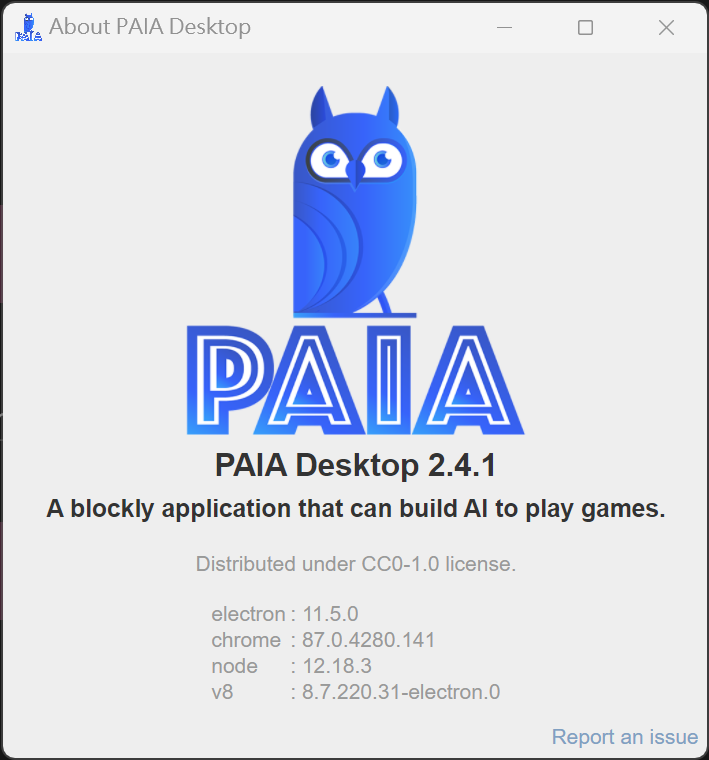 PAIA
About PAIA Desktop
PAIA
PAIA Desktop 2.4.1
A blockly application that can build AI to play games.
Distributed under CC0-1.0 license.
electron : 11.5.0
chrome : 87.0.4280.141
node : 12.18.3
v8 : 8.7.220.31-electron.0
Report an issue